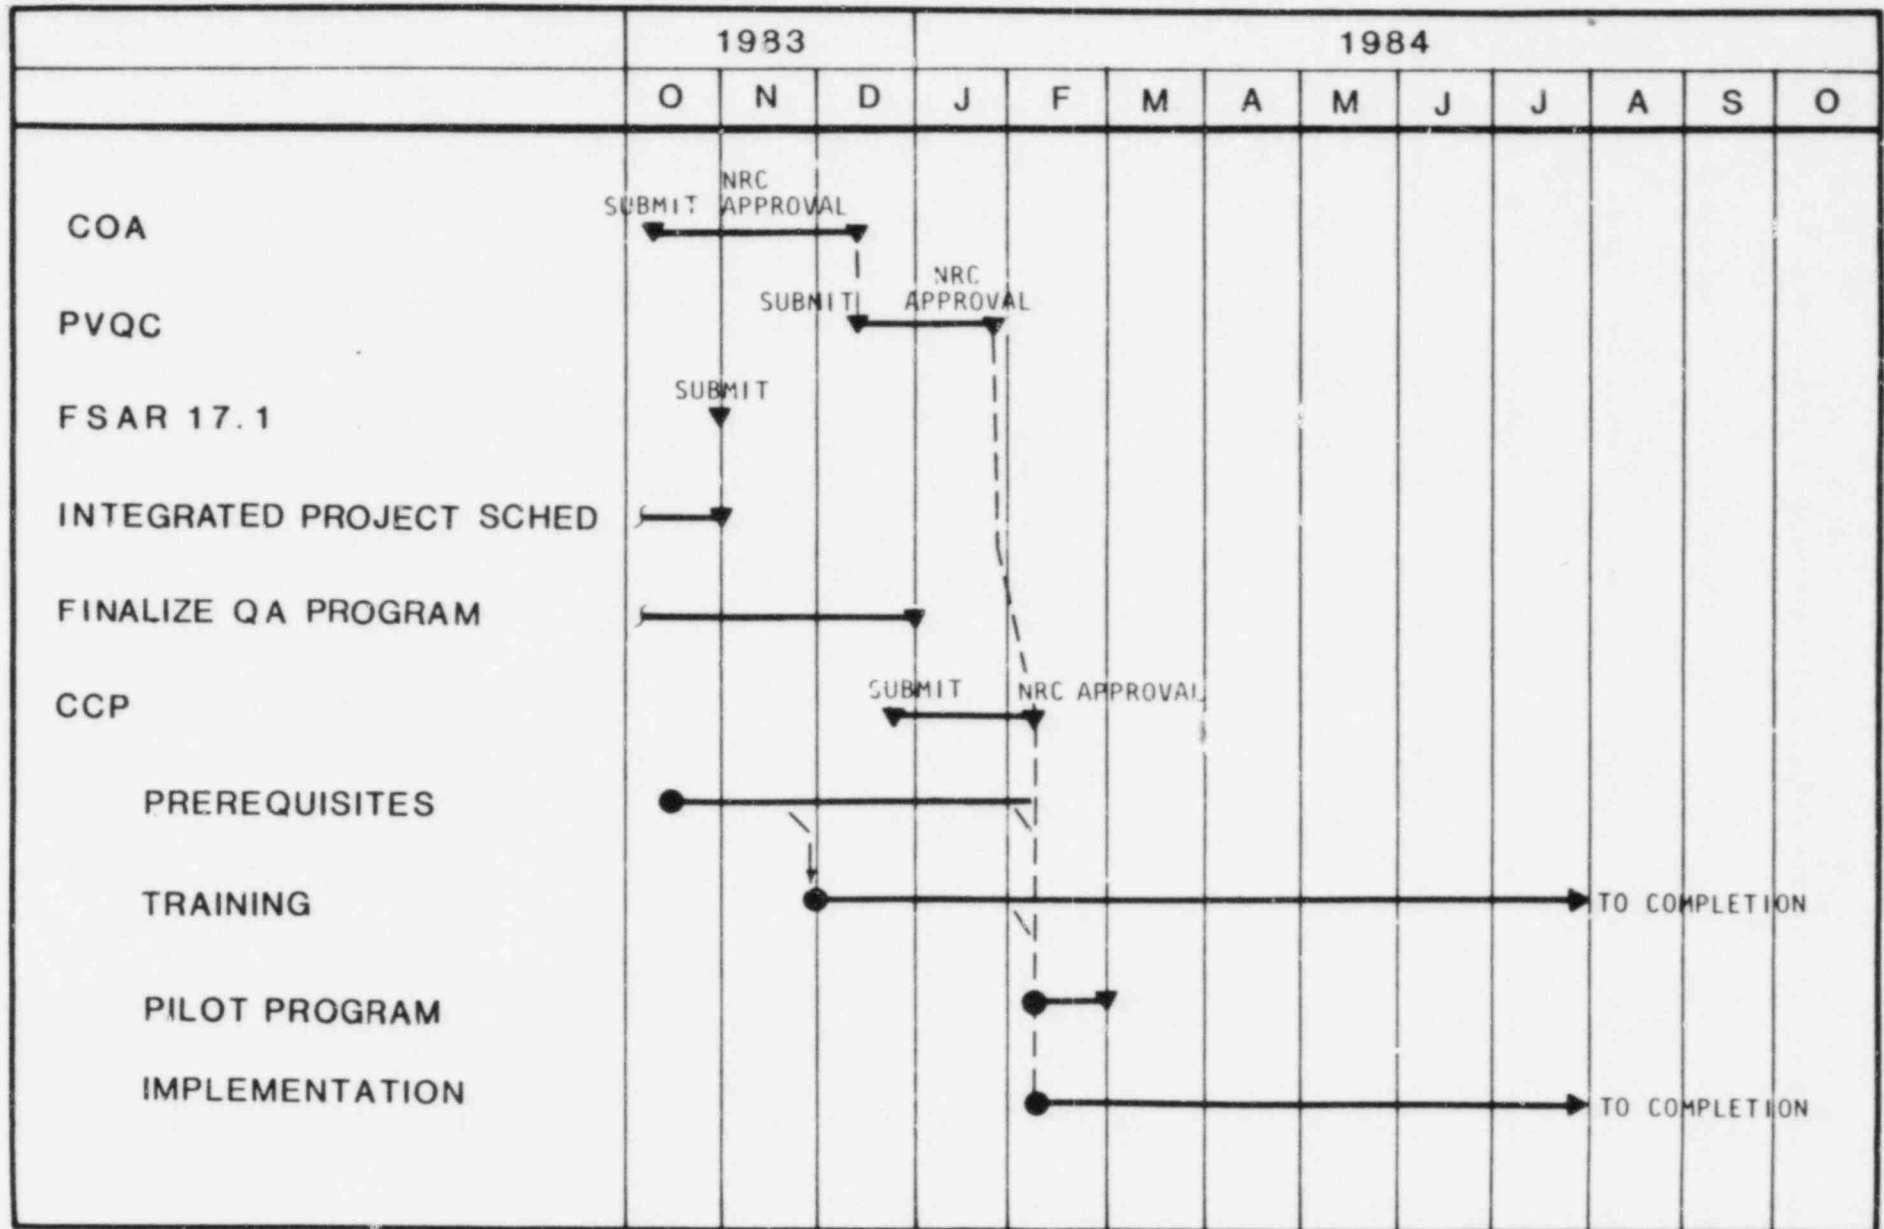 1983 1984
O N D J F M A M J J A S O
NRC
SUBMIT APPROVAL
COA
NRC
SUBMIT APPROVAL
PVQC
SUBMIT
FSAR 17.1
INTEGRATED PROJECT SCHED
FINALIZE QA PROGRAM
SUBMIT NRC APPROVAL
CCP
PREREQUISITES
TRAINING TO COMPLETION
PILOT PROGRAM
IMPLEMENTATION TO COMPLETION